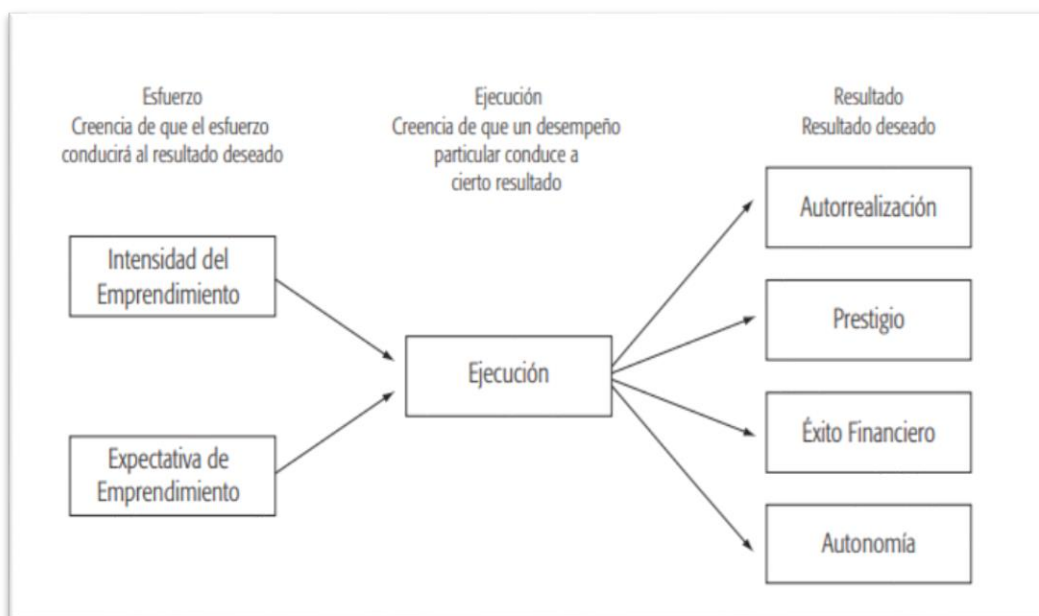 Esfuerzo
Creencia de que el esfuerzo
conducirá al resultado deseado
Ejecución
Creencia de que un desempeño
particular conduce a
cierto resultado
Resultado
Resultado deseado
Intensidad del
Emprendimiento
Expectativa de
Emprendimiento
Ejecución
Autorrealización
Prestigio
Éxito Financiero
Autonomía